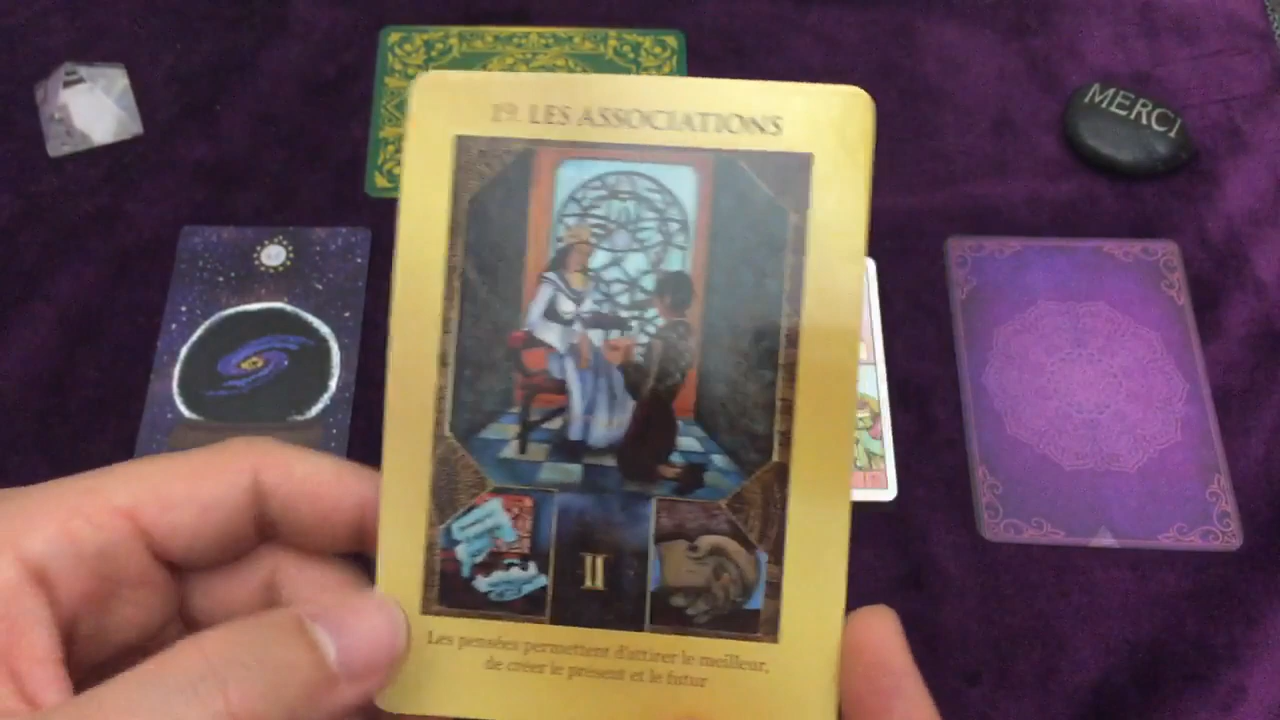 MERCI
19. LES ASSOCIATIONS
II
Les pensées permettent d'attirer le meilleur,
de créer le présent et le futur